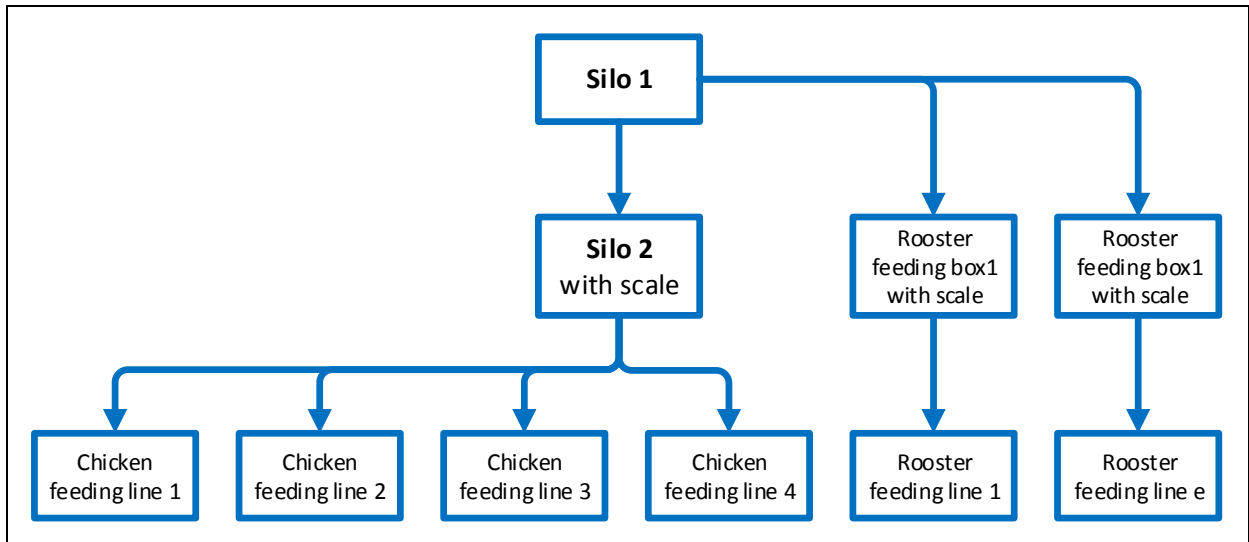 Silo 1
Silo 2
with scale
Rooster
feeding box1
with scale
Rooster
feeding box1
with scale
Chicken
feeding line 1
Chicken
feeding line 2
Chicken
feeding line 3
Chicken
feeding line 4
Rooster
feeding line 1
Rooster
feeding line e